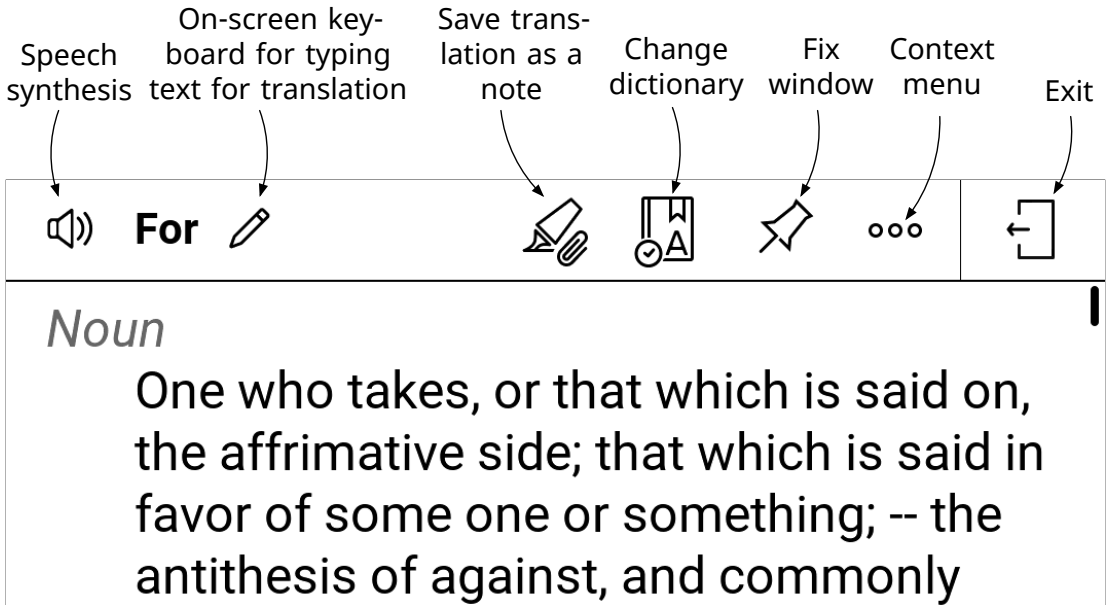 Speech
synthesis
On-screen key-
board for typing
text for translation
Save trans-
lation as a
note
Change
dictionary
Fix
window
Context
menu
Exit
For
A
Noun
One who takes, or that which is said on,
the affrimative side; that which is said in
favor of some one or something; -- the
antithesis of against, and commonly